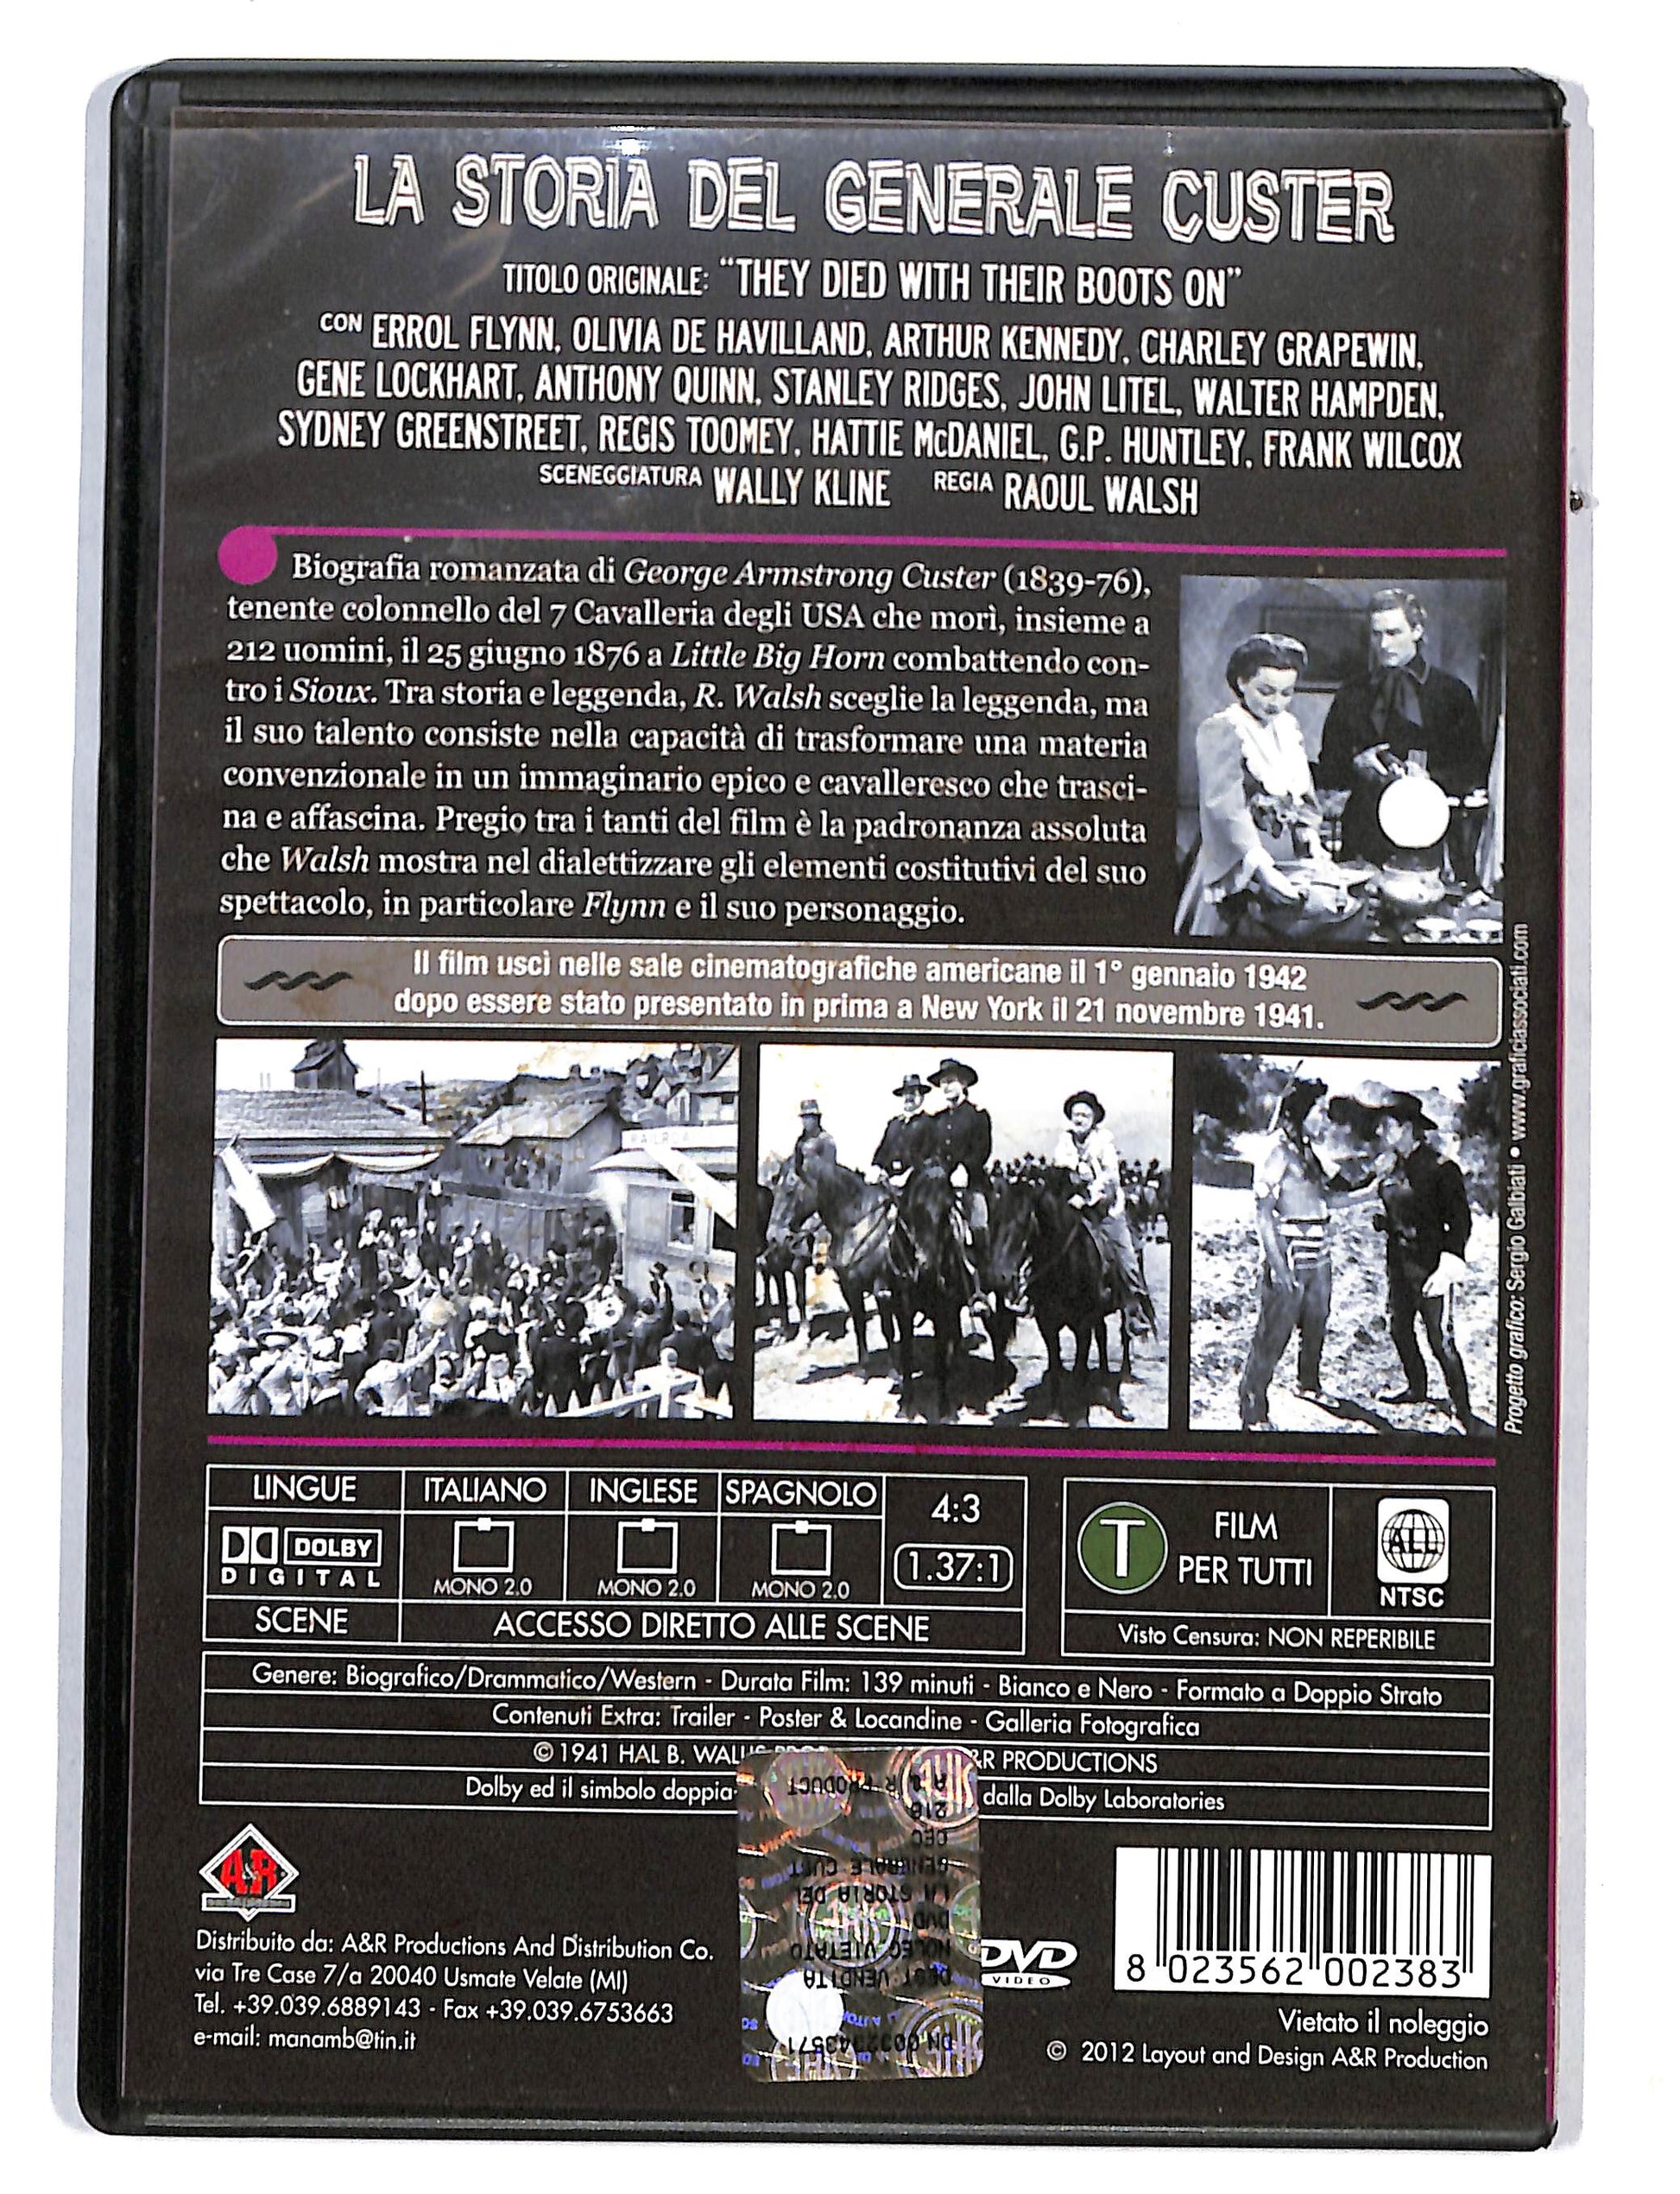 LA STORIA DEL GENERALE CUSTER
TITOLO ORIGINALE: "THEY DIED WITH THEIR BOOTS ON"
CON ERROL FLYNN, OLIVIA DE HAVILLAND, ARTHUR KENNEDY, CHARLEY GRAPEWIN,
GENE LOCKHART, ANTHONY QUINN, STANLEY RIDGES, JOHN LITEL, WALTER HAMPDEN,
SYDNEY GREENSTREET, REGIS TOOMEY, HATTIE McDANIEL, G.P. HUNTLEY, FRANK WILCOX
SCENEGGIATURA WALLY KLINE REGIA RAOUL WALSH
Biografia romanzata di George Armstrong Custer (1839-76),
tenente colonnello del 7 Cavalleria degli USA che morì, insieme a
212 uomini, il 25 giugno 1876 a Little Big Horn combattendo con-
tro i Sioux. Tra storia e leggenda, R. Walsh sceglie la leggenda, ma
il suo talento consiste nella capacità di trasformare una materia
convenzionale in un immaginario epico e cavalleresco che trasci-
na e affascina. Pregio tra i tanti del film è la padronanza assoluta
che Walsh mostra nel dialettizzare gli elementi costitutivi del suo
spettacolo, in particolare Flynn e il suo personaggio.
Il film uscì nelle sale cinematografiche americane il 1° gennaio 1942
dopo essere stato presentato in prima a New York il 21 novembre 1941.
Progetto grafico: Sergio Galbiati • www.graficiassociati.com
LINGUE ITALIANO INGLESE SPAGNOLO 4:3
DOLBY DIGITAL MONO 2.0 MONO 2.0 MONO 2.0 1.37:1
SCENE ACCESSO DIRETTO ALLE SCENE
T FILM PER TUTTI ALL NTSC
Visto Censura: NON REPERIBILE
Genere: Biografico/Drammatico/Western - Durata Film: 139 minuti - Bianco e Nero - Formato a Doppio Strato
Contenuti Extra: Trailer - Poster & Locandine - Galleria Fotografica
© 1941 HAL B. &R PRODUCTIONS
Dolby ed il simbolo doppia- dalla Dolby Laboratories
A & R PRODUCT
218
CEC
GENERALE CUST
LA STORIA DEL
DVD
NOLEG VIETATO
DEST VENDITA
A&R
Distribuito da: A&R Productions And Distribution Co.
via Tre Case 7/a 20040 Usmate Velate (MI)
Tel. +39.039.6889143 - Fax +39.039.6753663
e-mail: manamb@tin.it
DVD
VIDEO
8 023562 002383
Vietato il noleggio
© 2012 Layout and Design A&R Production